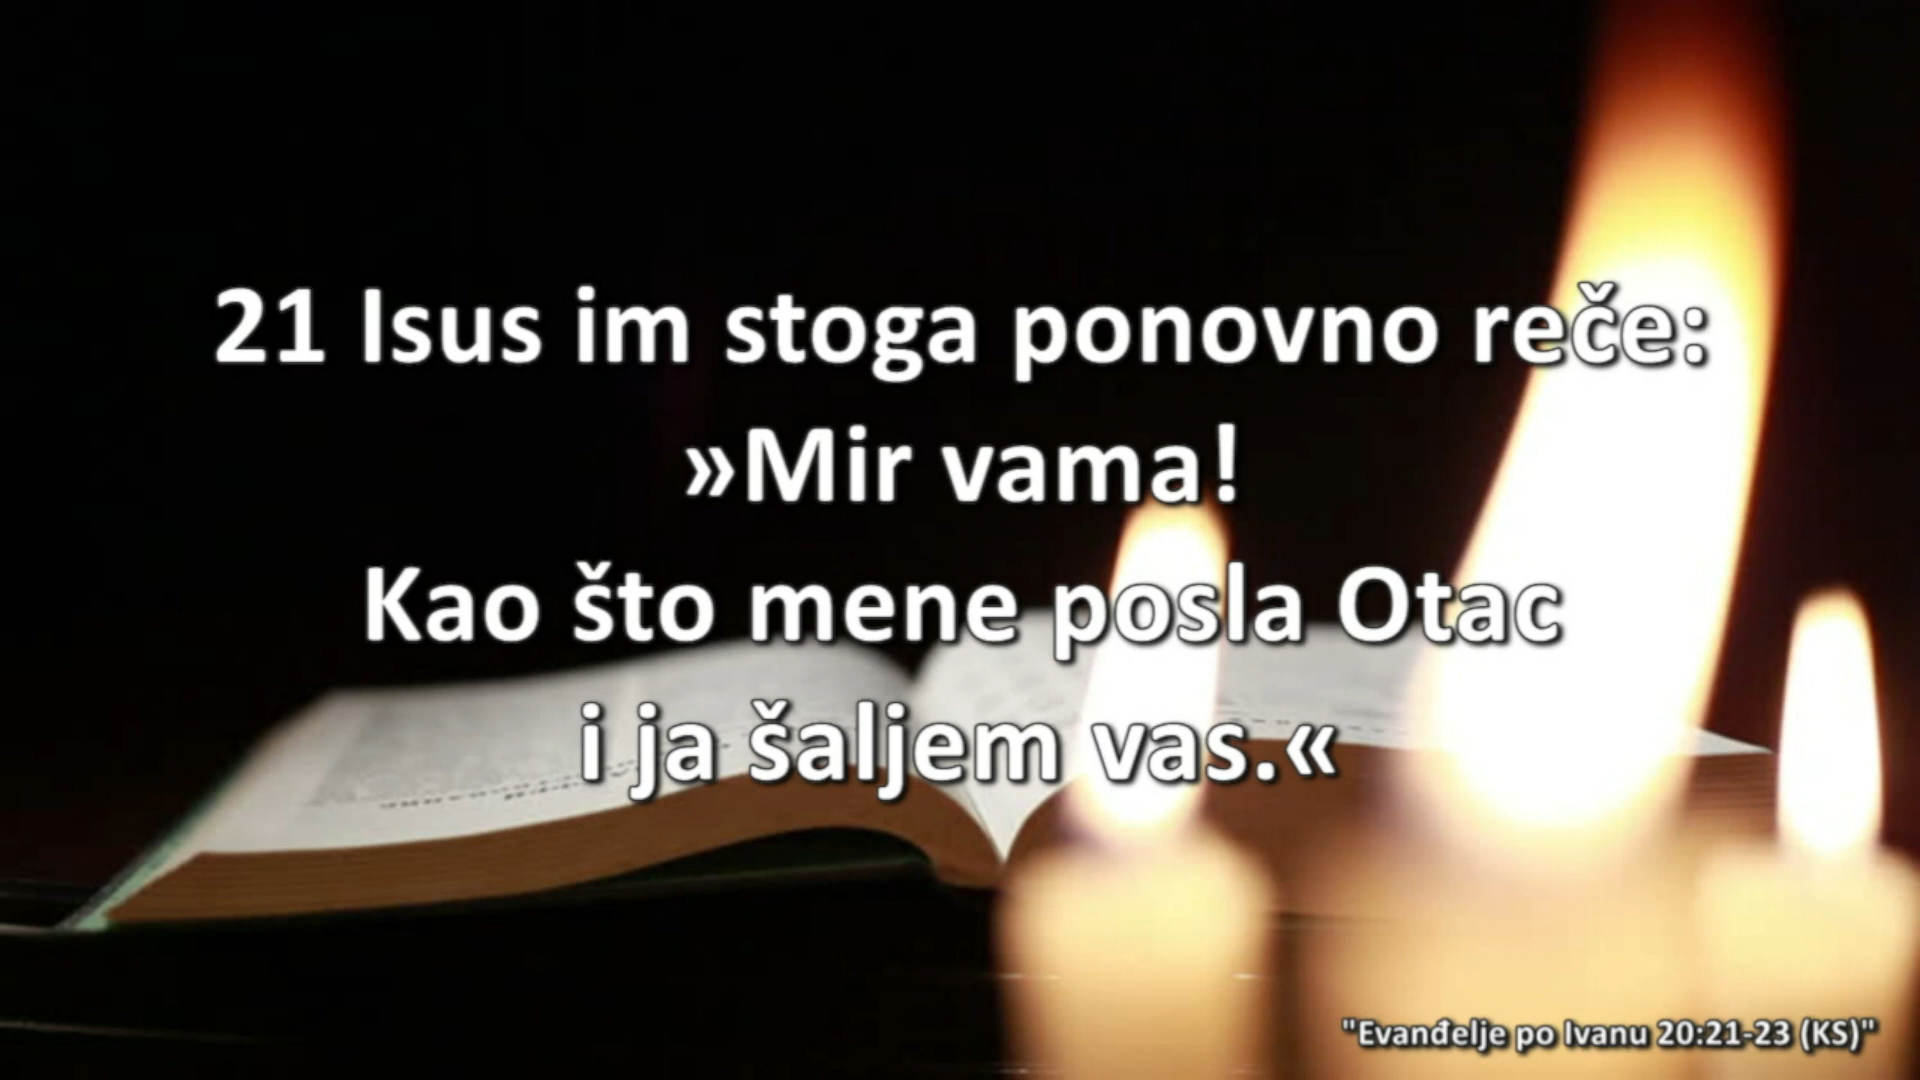 21 Isus im stoga ponovno reče:
»Mir vama!
Kao što mene posla Otac
i ja šaljem vas.«
"Evanđelje po Ivanu 20:21-23 (KS)"